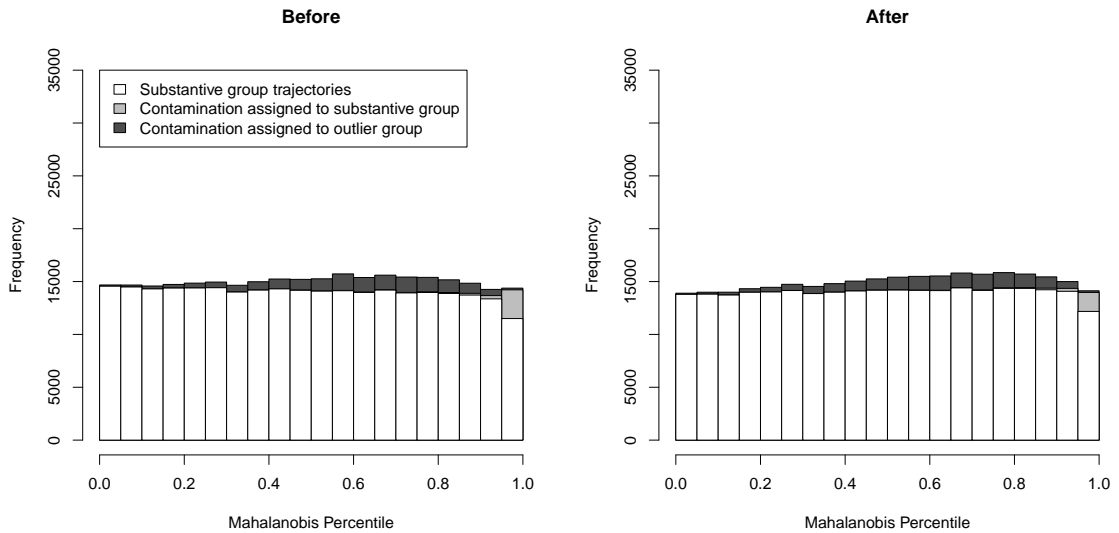 Before
After
Substantive group trajectories
Contamination assigned to substantive group
Contamination assigned to outlier group
Frequency
0
5000
15000
25000
35000
0.0 0.2 0.4 0.6 0.8 1.0
Mahalanobis Percentile
Frequency
0
5000
15000
25000
35000
0.0 0.2 0.4 0.6 0.8 1.0
Mahalanobis Percentile